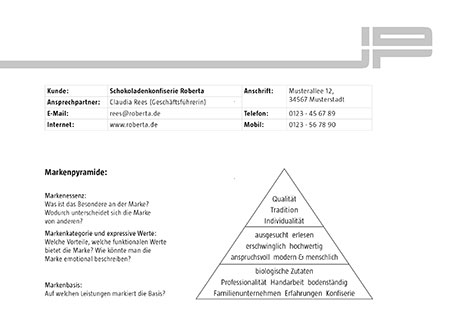 JP
Kunde: Schokoladenkonfiserie Roberta Anschrift: Musterallee 12,
34567 Musterstadt
Ansprechpartner: Claudia Rees (Geschäftsführerin)
E-Mail: rees@roberta.de Telefon: 0123 - 45 67 89
Internet: www.roberta.de Mobil: 0123 - 56 78 90
Markenpyramide:
Markenessenz:
Was ist das Besondere an der Marke?
Wodurch unterscheidet sich die Marke
von anderen?
Qualität
Tradition
Individualität
Markenkategorie und expressive Werte:
Welche Vorteile, welche funktionalen Werte
bietet die Marke? Wie könnte man die
Marke emotional beschreiben?
ausgesucht erlesen
erschwinglich hochwertig
anspruchsvoll modern & menschlich
Markenbasis:
Auf welchen Leistungen markiert die Basis?
biologische Zutaten
Professionalität Handarbeit bodenständig
Familienunternehmen Erfahrungen Konfiserie